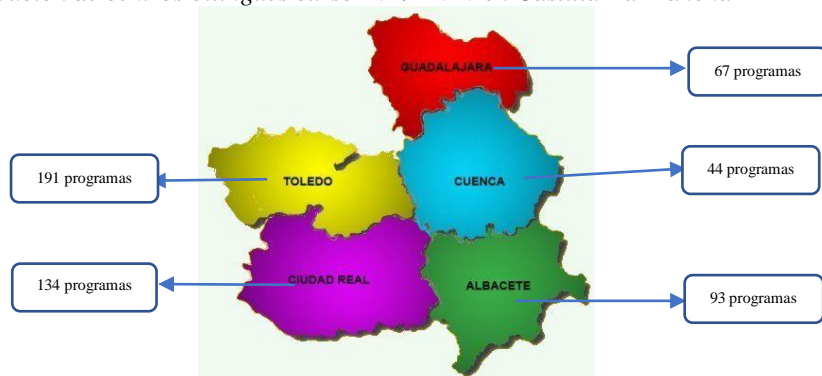 GUADALAJARA
67 programas
191 programas
TOLEDO
CUENCA
44 programas
134 programas
CIUDAD REAL
ALBACETE
93 programas